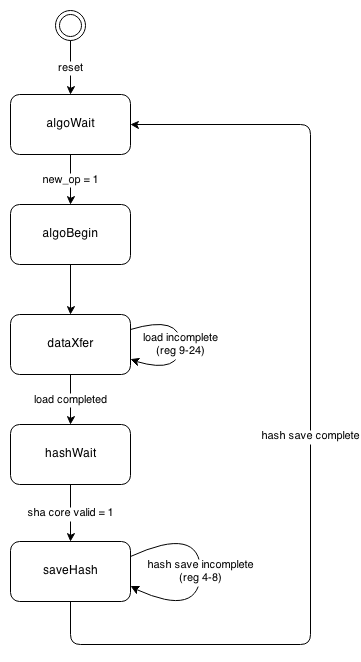 reset
algoWait
new_op = 1
algoBegin
dataXfer
load incomplete
(reg 9-24)
load completed
hashWait
hash save complete
sha core valid = 1
saveHash
hash save incomplete
(reg 4-8)